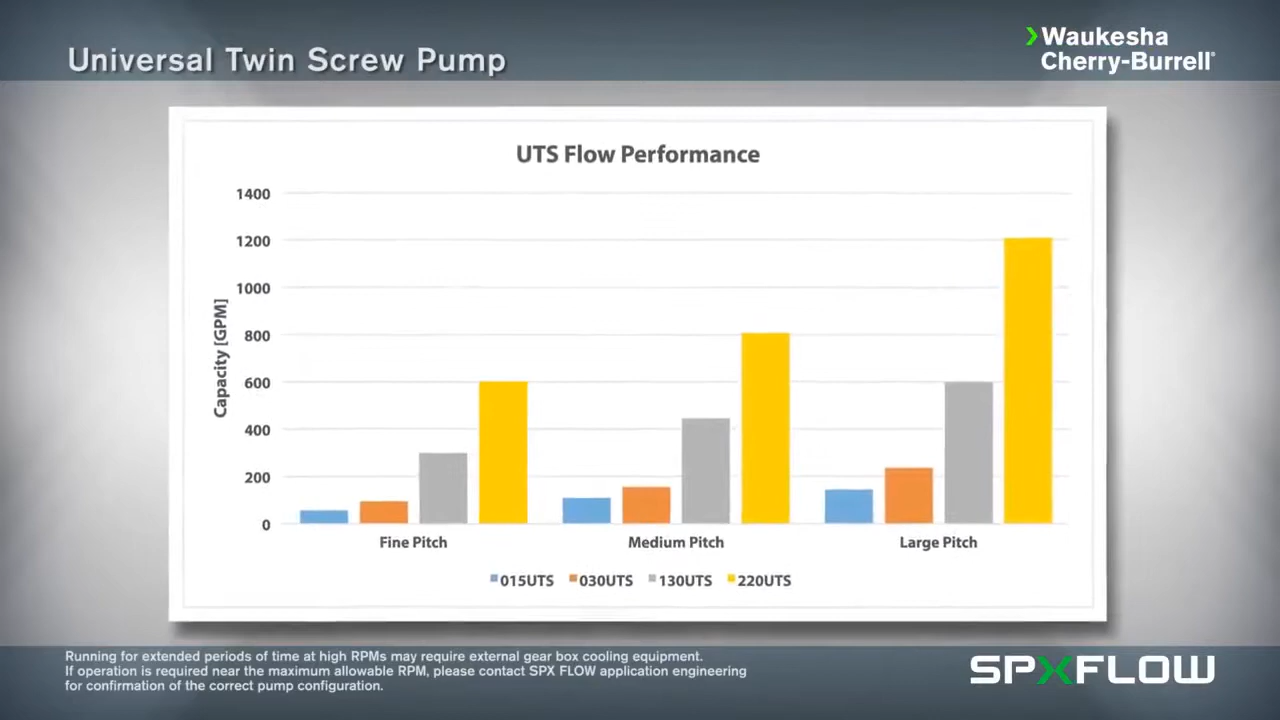 Universal Twin Screw Pump
Waukesha
Cherry-Burrell®
UTS Flow Performance
1400
1200
1000
800
600
400
200
0
Capacity [GPM]
Fine Pitch
Medium Pitch
Large Pitch
015UTS
030UTS
130UTS
220UTS
Running for extended periods of time at high RPMs may require external gear box cooling equipment.
If operation is required near the maximum allowable RPM, please contact SPX FLOW application engineering
for confirmation of the correct pump configuration.
SPXFLOW